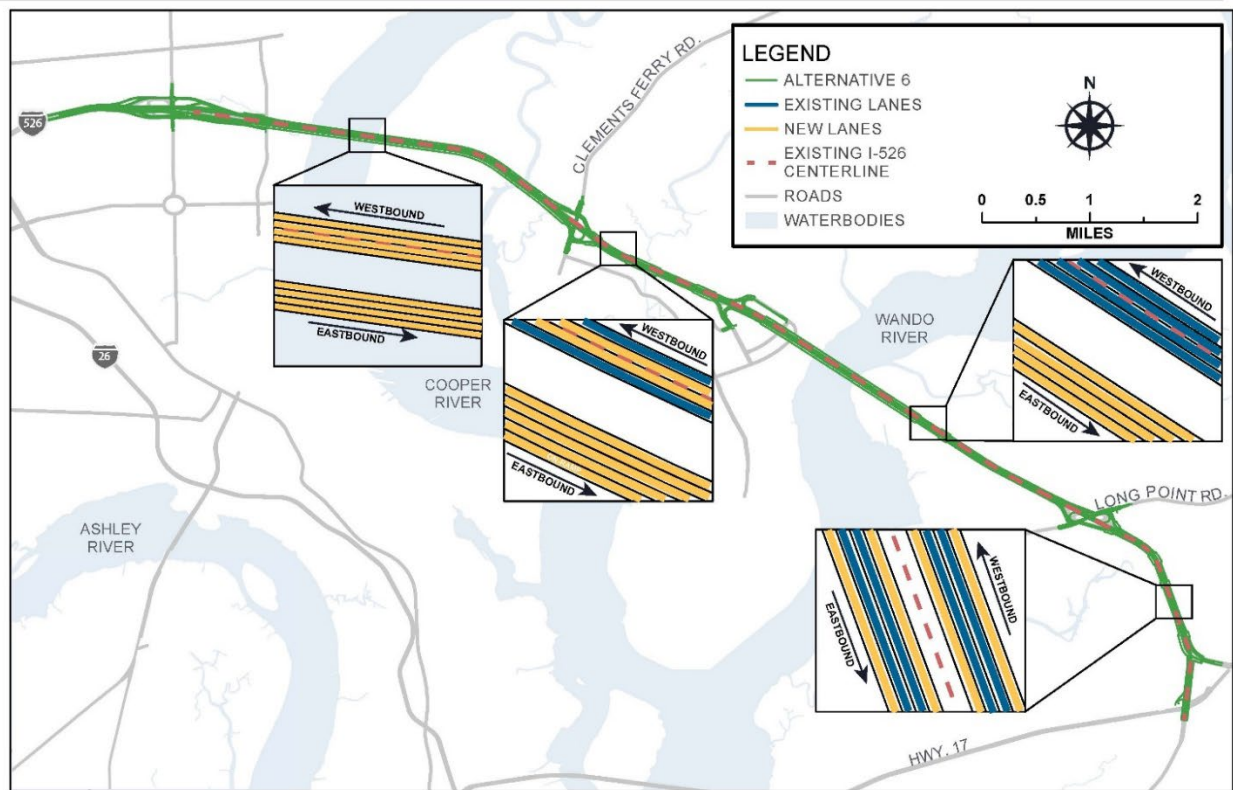 LEGEND
ALTERNATIVE 6
EXISTING LANES
NEW LANES
EXISTING I-526
CENTERLINE
ROADS
WATERBODIES
N
0 0.5 1 2
MILES
526
CLEMENTS FERRY RD.
WESTBOUND
EASTBOUND
WESTBOUND
EASTBOUND
WESTBOUND
EASTBOUND
WANDO
RIVER
26
COOPER
RIVER
LONG POINT RD.
ASHLEY
RIVER
WESTBOUND
EASTBOUND
HWY. 17